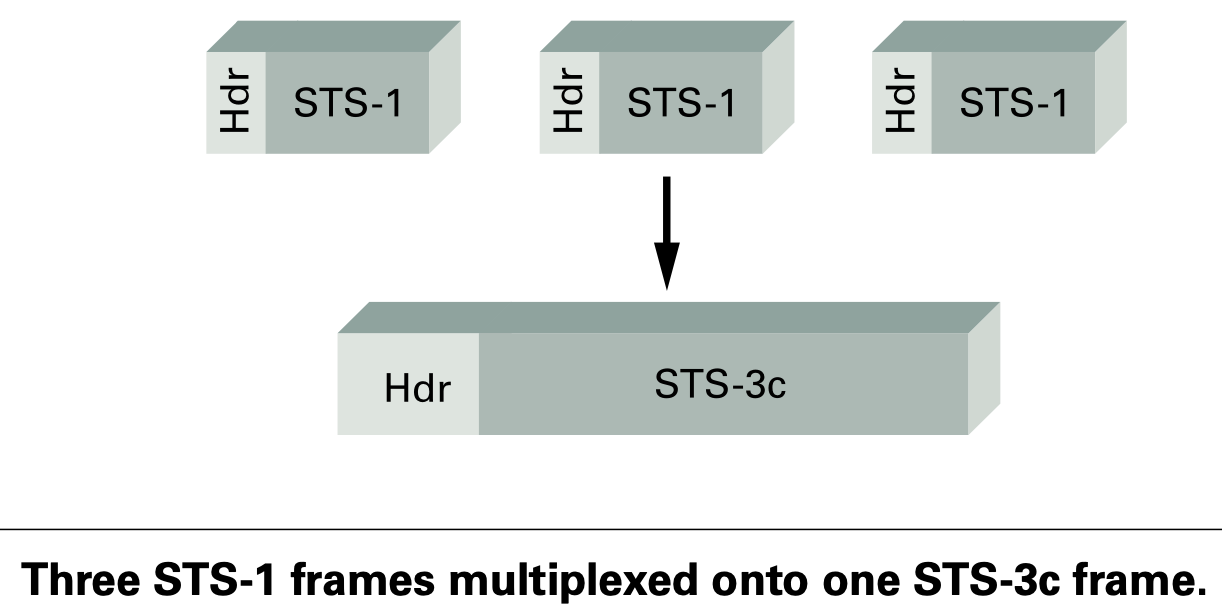 Hdr STS-1 Hdr STS-1 Hdr STS-1
Hdr STS-3c
Three STS-1 frames multiplexed onto one STS-3c frame.